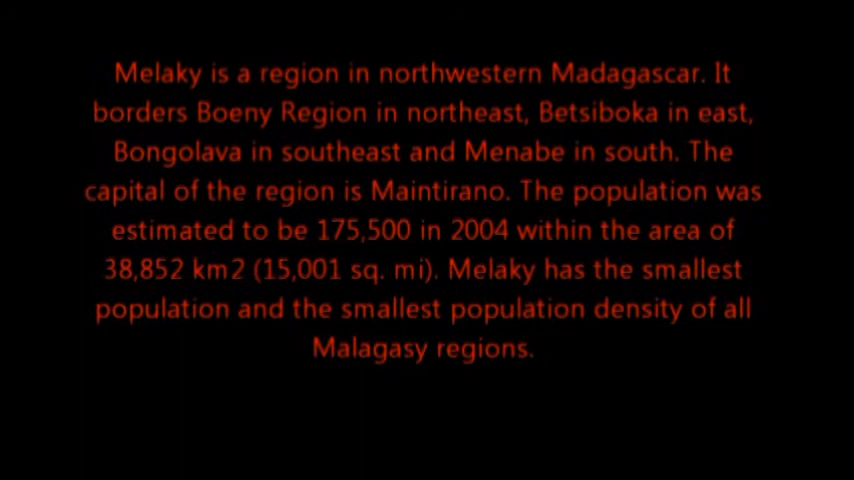 Melaky is a region in northwestern Madagascar. It
borders Boeny Region in northeast, Betsiboka in east,
Bongolava in southeast and Menabe in south. The
capital of the region is Maintirano. The population was
estimated to be 175,500 in 2004 within the area of
38,852 km2 (15,001 sq. mi). Melaky has the smallest
population and the smallest population density of all
Malagasy regions.